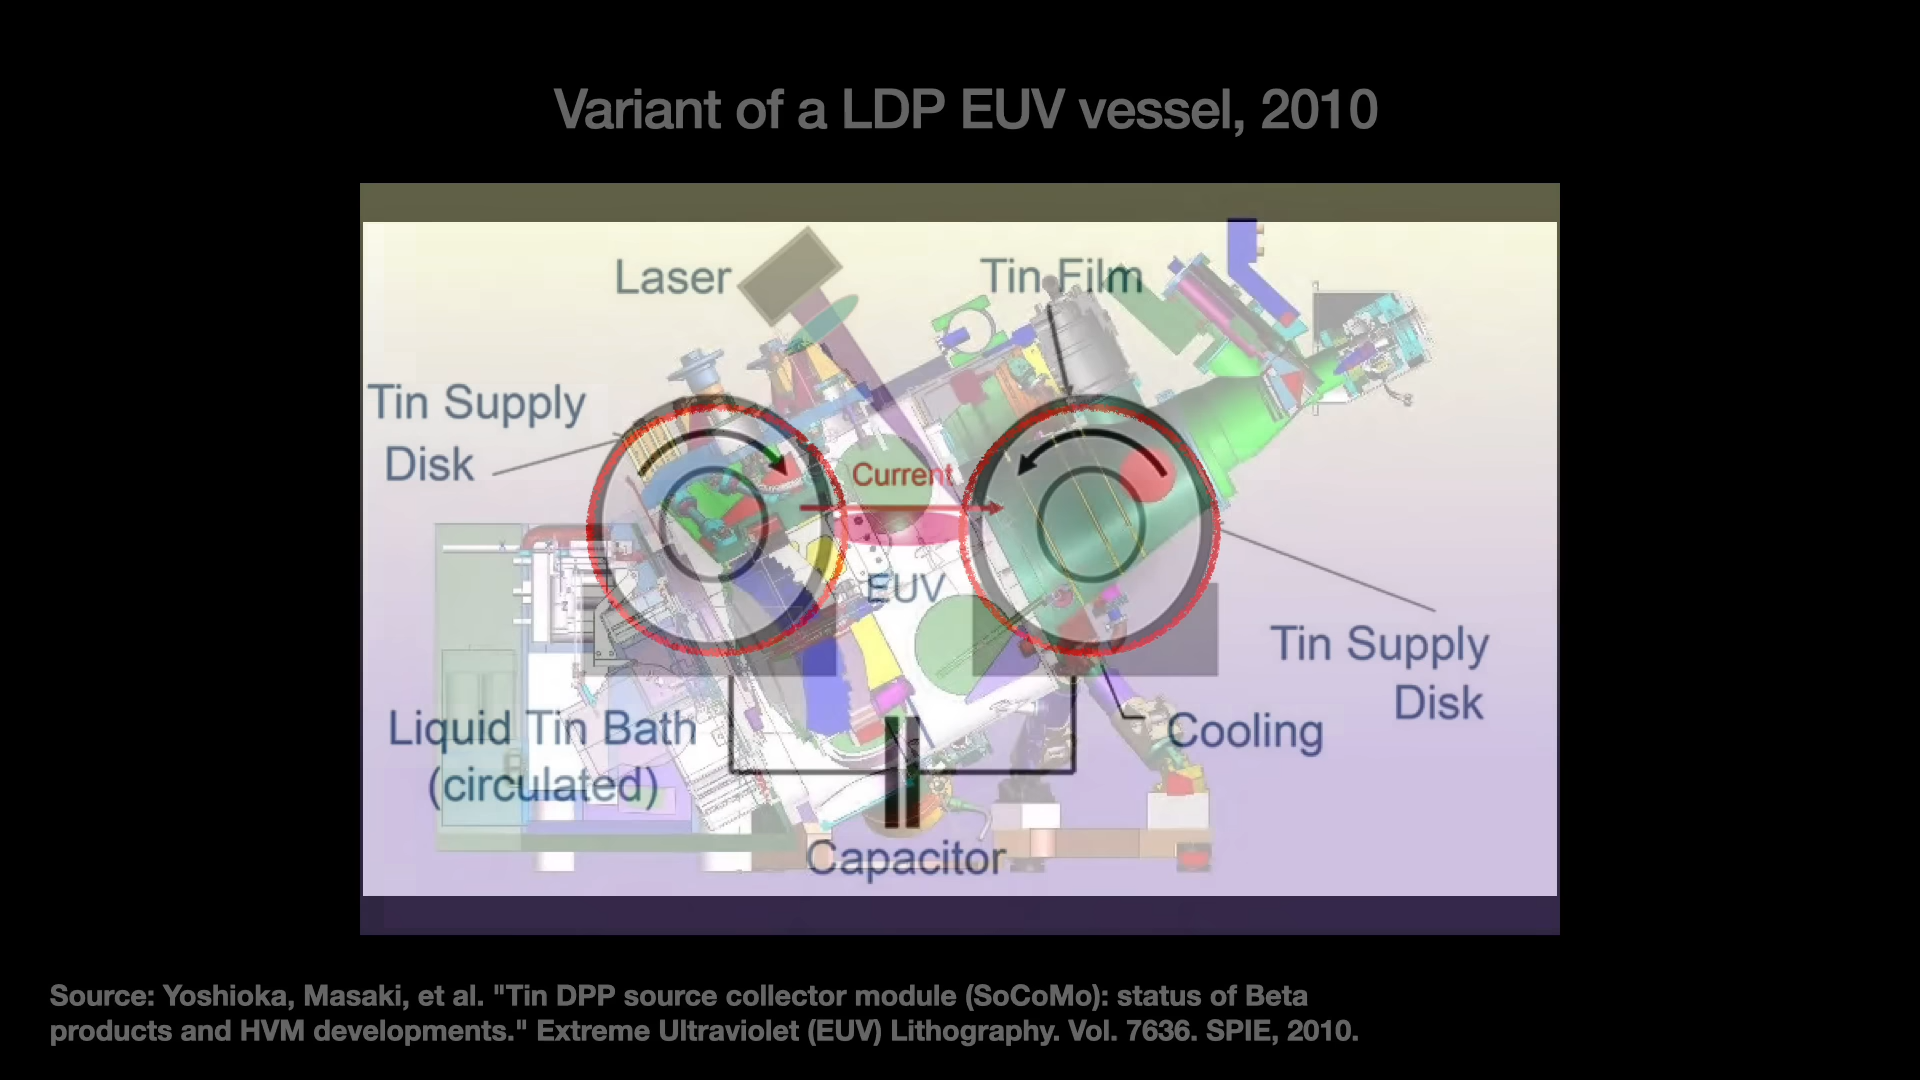 Variant of a LDP EUV vessel, 2010
Laser
Tin Film
Tin Supply
Disk
Current
EUV
Tin Supply
Disk
Liquid Tin Bath
(circulated)
Cooling
Capacitor
Source: Yoshioka, Masaki, et al. "Tin DPP source collector module (SoCoMo): status of Beta
products and HVM developments." Extreme Ultraviolet (EUV) Lithography. Vol. 7636. SPIE, 2010.